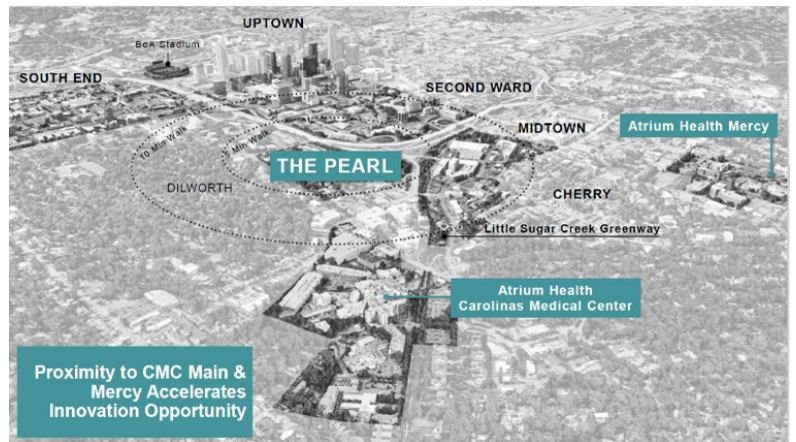 UPTOWN
BoA Stadium
SOUTH END
SECOND WARD
MIDTOWN
Atrium Health Mercy
10 Min Walk
5 Min Walk
THE PEARL
DILWORTH
CHERRY
Little Sugar Creek Greenway
Atrium Health
Carolinas Medical Center
Proximity to CMC Main &
Mercy Accelerates
Innovation Opportunity